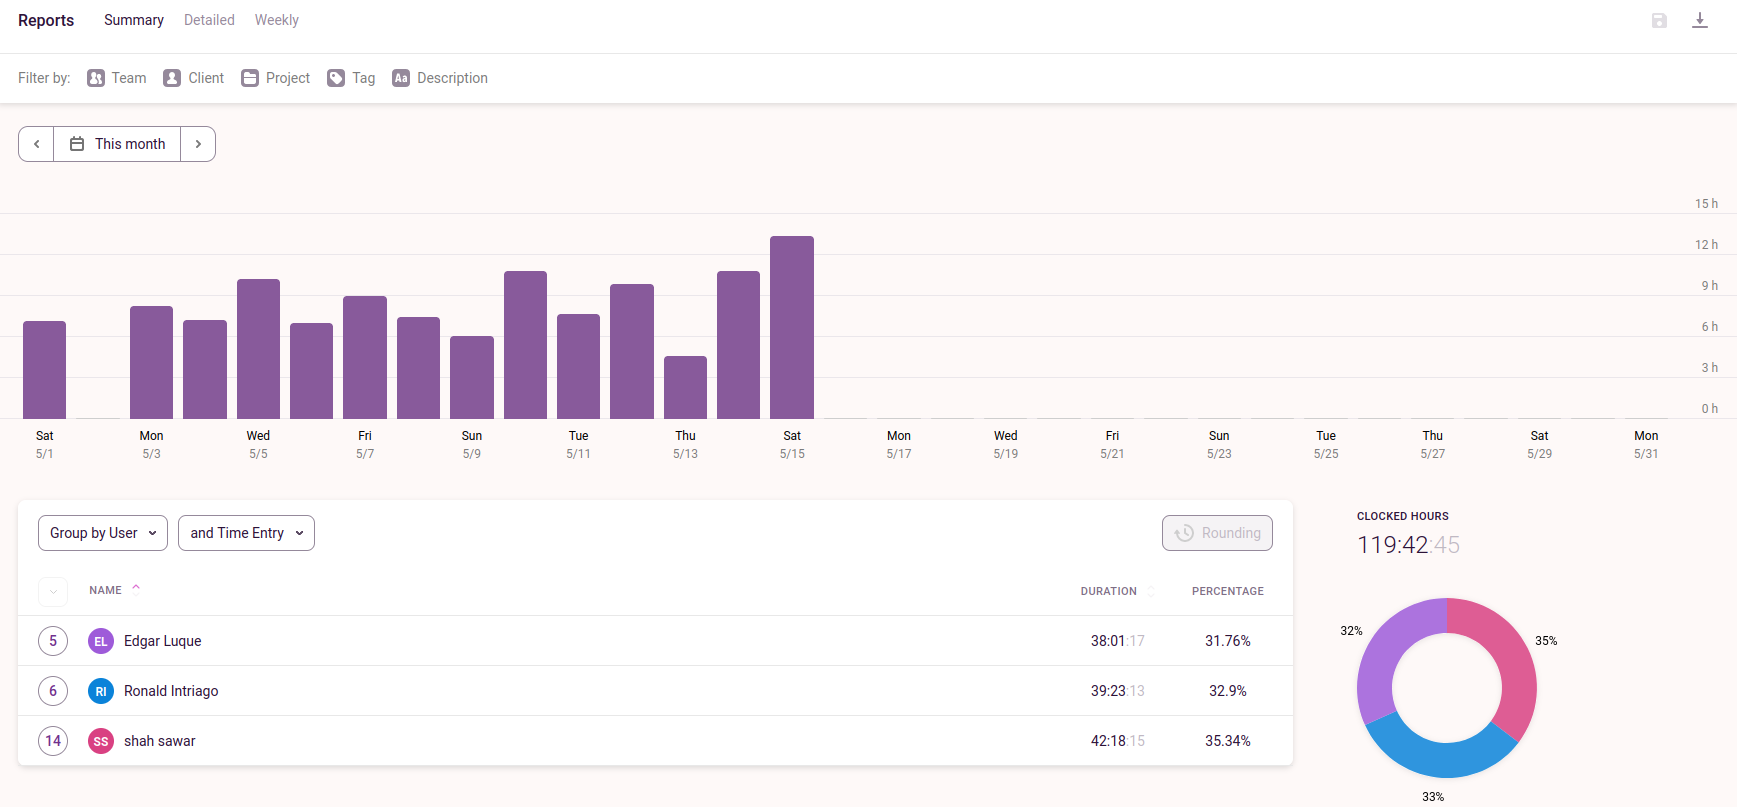 Reports Summary Detailed Weekly
Filter by: Team Client Project Tag Aa Description
This month
15 h
12 h
9 h
6 h
3 h
0 h
Sat Mon Wed Fri Sun Tue Thu Sat Mon Wed Fri Sun Tue Thu Sat Mon
5/1 5/3 5/5 5/7 5/9 5/11 5/13 5/15 5/17 5/19 5/21 5/23 5/25 5/27 5/29 5/31
Group by User and Time Entry Rounding
NAME DURATION PERCENTAGE
5 EL Edgar Luque 38:01:17 31.76%
6 RI Ronald Intriago 39:23:13 32.9%
14 SS shah sawar 42:18:15 35.34%
CLOCKED HOURS
119:42:45
32%
35%
33%